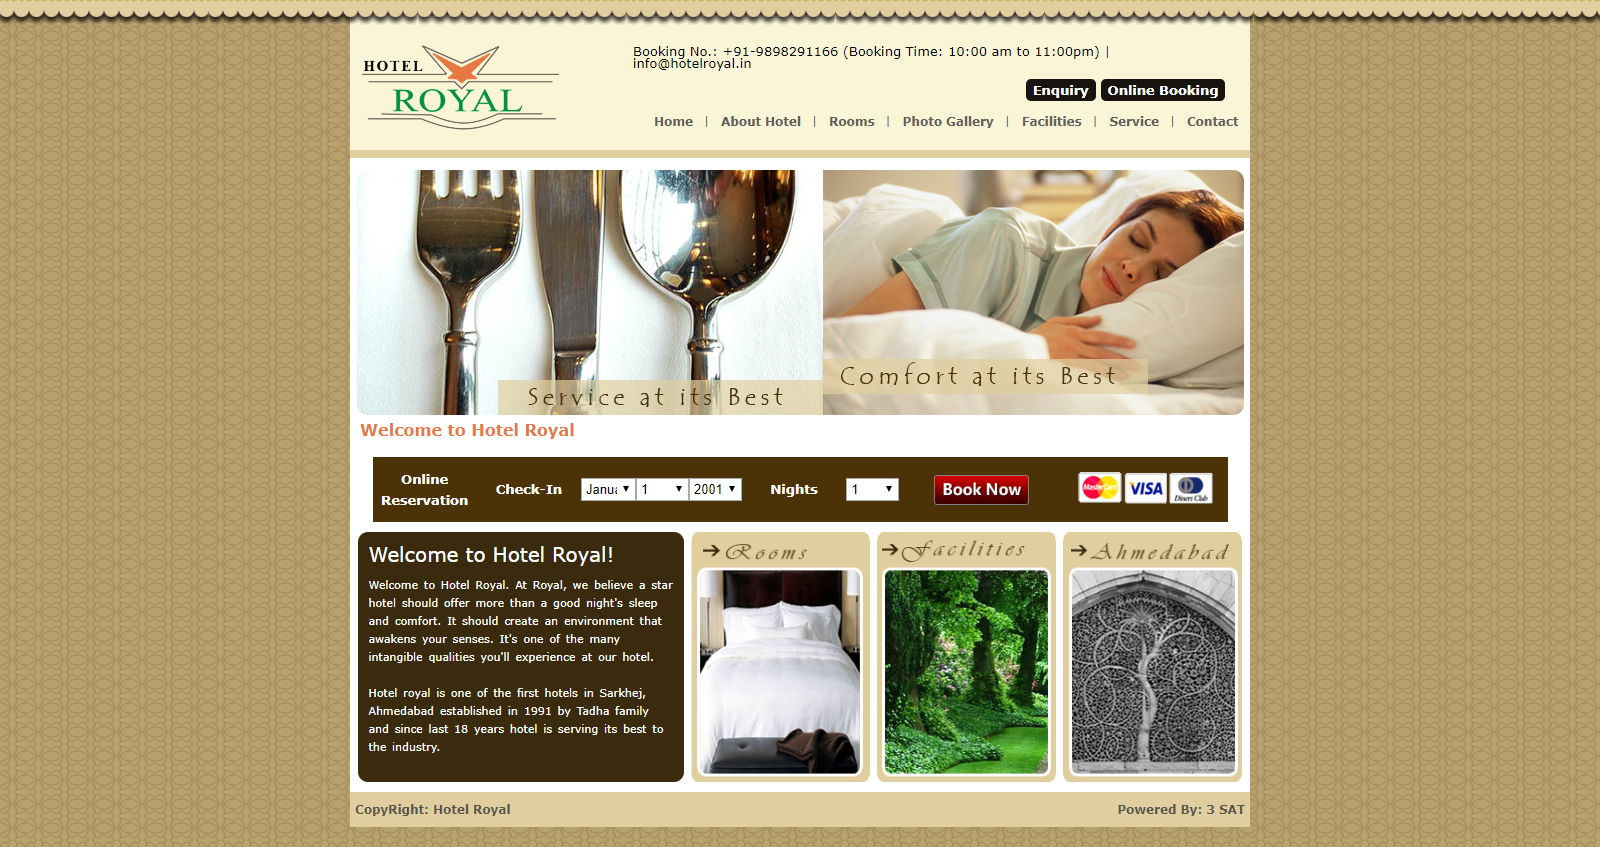 HOTEL
ROYAL
Booking No.: +91-9898291166 (Booking Time: 10:00 am to 11:00pm) |
info@hotelroyal.in
Enquiry Online Booking
Home | About Hotel | Rooms | Photo Gallery | Facilities | Service | Contact
Service at its Best
Comfort at its Best
Welcome to Hotel Royal
Online
Reservation
Check-In
Janua 1 2001
Nights
1
Book Now
MasterCard VISA Diners Club
Welcome to Hotel Royal!
Welcome to Hotel Royal. At Royal, we believe a star
hotel should offer more than a good night's sleep
and comfort. It should create an environment that
awakens your senses. It's one of the many
intangible qualities you'll experience at our hotel.
Hotel royal is one of the first hotels in Sarkhej,
Ahmedabad established in 1991 by Tadha family
and since last 18 years hotel is serving its best to
the industry.
Rooms
Facilities
Ahmedabad
CopyRight: Hotel Royal
Powered By: 3 SAT